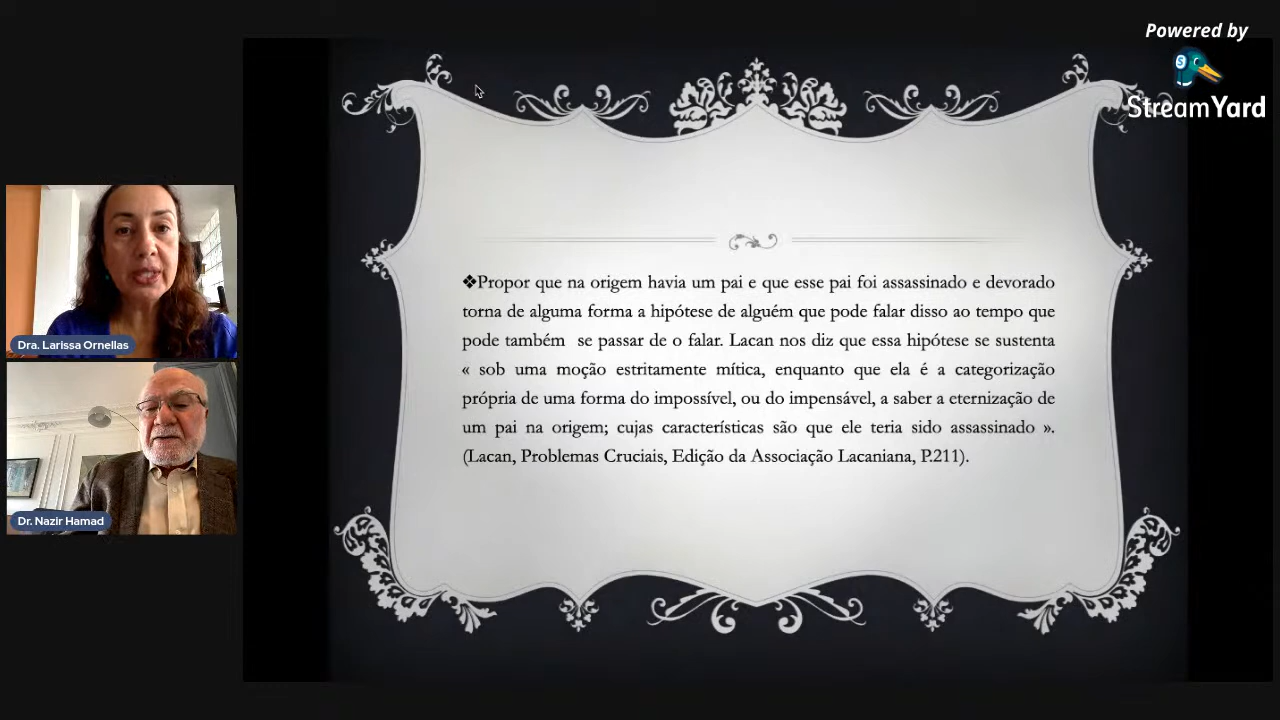 Powered by
StreamYard
❖Propor que na origem havia um pai e que esse pai foi assassinado e devorado
torna de alguma forma a hipótese de alguém que pode falar disso ao tempo que
pode também se passar de o falar. Lacan nos diz que essa hipótese se sustenta
« sob uma moção estritamente mítica, enquanto que ela é a categorização
própria de uma forma do impossível, ou do impensável, a saber a eternização de
um pai na origem; cujas características são que ele teria sido assassinado ».
(Lacan, Problemas Cruciais, Edição da Associação Lacaniana, P.211).
Dra. Larissa Ornellas
Dr. Nazir Hamad